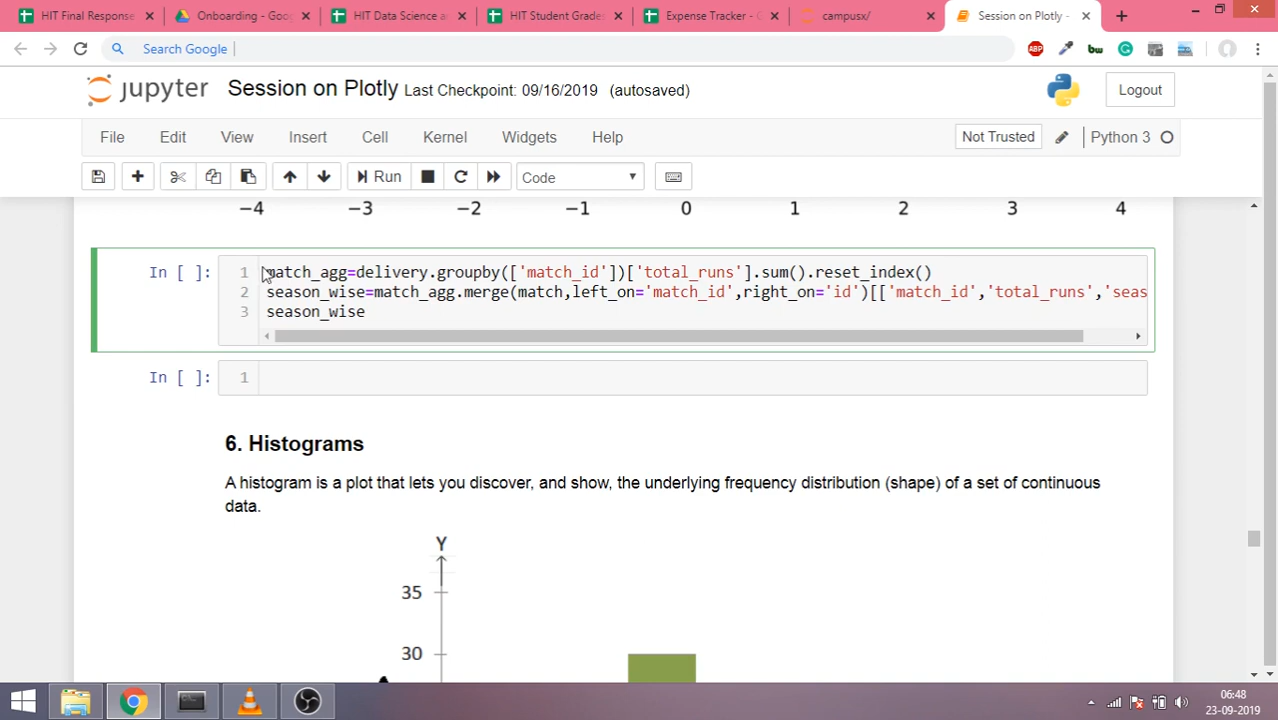 HIT Final Response
Onboarding - Goo
HIT Data Science a
HIT Student Grade
Expense Tracker - G
campusx/
Session on Plotly -
Search Google
ABP
bw
jupyter Session on Plotly Last Checkpoint: 09/16/2019 (autosaved)
Logout
File Edit View Insert Cell Kernel Widgets Help
Not Trusted
Python 3
Run
Code
−4 −3 −2 −1 0 1 2 3 4
In [ ]:
1 match_agg=delivery.groupby(['match_id'])['total_runs'].sum().reset_index()
2 season_wise=match_agg.merge(match,left_on='match_id',right_on='id')[['match_id','total_runs','seas
3 season_wise
In [ ]: 1
6. Histograms
A histogram is a plot that lets you discover, and show, the underlying frequency distribution (shape) of a set of continuous
data.
Y
35
30
06:48
23-09-2019